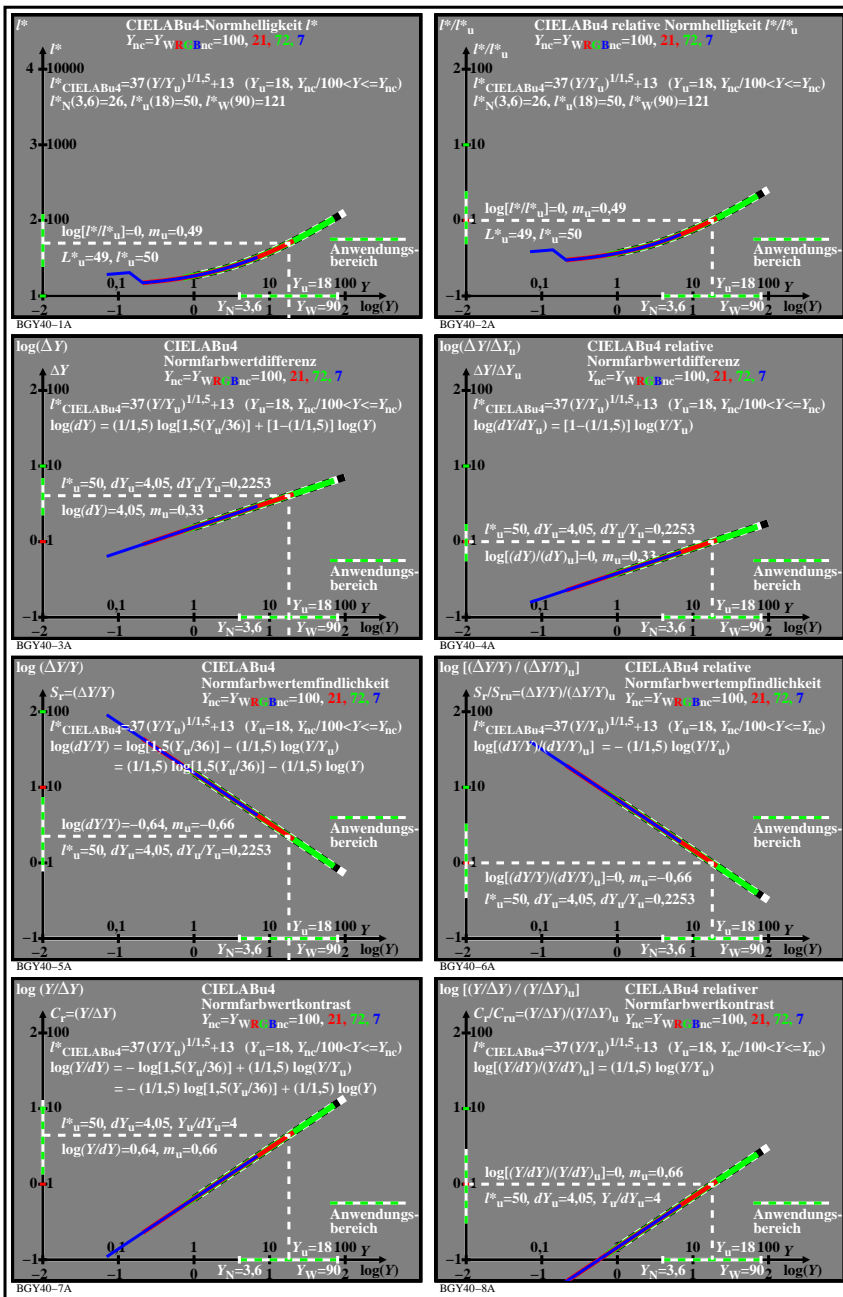 l*
CIELABu4-Normhelligkeit l*
Ync=YWRGBnc=100, 21, 72, 7
l*
4 10000
l*CIELABu4=37(Y/Yu)1/1,5+13 (Yu=18, Ync/100<Y<=Ync)
l*N(3,6)=26, l*u(18)=50, l*W(90)=121
3 1000
2 100
log[l*/l*u]=0, mu=0,49
L*u=49, l*u=50
Anwendungs-
bereich
1
0,1 1 10 Yu=18 100 Y
−2 −1 0 YN=3,6 1 YW=90 2 log(Y)
BGY40−1A
l*/l*u
CIELABu4 relative Normhelligkeit l*/l*u
Ync=YWRGBnc=100, 21, 72, 7
l*/l*u
2 100
l*CIELABu4=37(Y/Yu)1/1,5+13 (Yu=18, Ync/100<Y<=Ync)
l*N(3,6)=26, l*u(18)=50, l*W(90)=121
1 10
log[l*/l*u]=0, mu=0,49
0 1
L*u=49, l*u=50
Anwendungs-
bereich
−1
0,1 1 10 Yu=18 100 Y
−2 −1 0 YN=3,6 1 YW=90 2 log(Y)
BGY40−2A
log(ΔY)
CIELABu4
Normfarbwertdifferenz
ΔY
Ync=YWRGBnc=100, 21, 72, 7
2 100
l*CIELABu4=37(Y/Yu)1/1,5+13 (Yu=18, Ync/100<Y<=Ync)
log(dY) = (1/1,5) log[1,5(Yu/36)] + [1−(1/1,5)] log(Y)
1 10
l*u=50, dYu=4,05, dYu/Yu=0,2253
log(dY)=4,05, mu=0,33
0 1
Anwendungs-
bereich
−1
0,1 1 10 Yu=18 100 Y
−2 −1 0 YN=3,6 1 YW=90 2 log(Y)
BGY40−3A
log(ΔY/ΔYu)
CIELABu4 relative
Normfarbwertdifferenz
ΔY/ΔYu
Ync=YWRGBnc=100, 21, 72, 7
2 100
l*CIELABu4=37(Y/Yu)1/1,5+13 (Yu=18, Ync/100<Y<=Ync)
log(dY/dYu) = [1−(1/1,5)] log(Y/Yu)
1 10
l*u=50, dYu=4,05, dYu/Yu=0,2253
0 1
log[(dY)/(dY)u]=0, mu=0,33
Anwendungs-
bereich
−1
0,1 1 10 Yu=18 100 Y
−2 −1 0 YN=3,6 1 YW=90 2 log(Y)
BGY40−4A
log (ΔY/Y)
CIELABu4
Normfarbwertemfindlichkeit
Sr=(ΔY/Y)
Ync=YWRGBnc=100, 21, 72, 7
2 100
l*CIELABu4=37(Y/Yu)1/1,5+13 (Yu=18, Ync/100<Y<=Ync)
log(dY/Y) = log[1,5(Yu/36)] − (1/1,5) log(Y/Yu)
= (1/1,5) log[1,5(Yu/36)] − (1/1,5) log(Y)
1 10
log(dY/Y)=−0,64, mu=−0,66
l*u=50, dYu=4,05, dYu/Yu=0,2253
Anwendungs-
bereich
0 1
−1
0,1 1 10 Yu=18 100 Y
−2 −1 0 YN=3,6 1 YW=90 2 log(Y)
BGY40−5A
log [(ΔY/Y) / (ΔY/Y)u]
CIELABu4 relative
Normfarbwertempfindlichkeit
Sr/Sru=(ΔY/Y)/(ΔY/Y)u
Ync=YWRGBnc=100, 21, 72, 7
2 100
l*CIELABu4=37(Y/Yu)1/1,5+13 (Yu=18, Ync/100<Y<=Ync)
log[(dY/Y)/(dY/Y)u] = − (1/1,5) log(Y/Yu)
1 10
Anwendungs-
bereich
0 1
log[(dY/Y)/(dY/Y)u]=0, mu=−0,66
l*u=50, dYu=4,05, dYu/Yu=0,2253
−1
0,1 1 10 Yu=18 100 Y
−2 −1 0 YN=3,6 1 YW=90 2 log(Y)
BGY40−6A
log (Y/ΔY)
CIELABu4
Normfarbwertkontrast
Cr=(Y/ΔY)
Ync=YWRGBnc=100, 21, 72, 7
2 100
l*CIELABu4=37(Y/Yu)1/1,5+13 (Yu=18, Ync/100<Y<=Ync)
log(Y/dY) = − log[1,5(Yu/36)] + (1/1,5) log(Y/Yu)
= − (1/1,5) log[1,5(Yu/36)] + (1/1,5) log(Y)
1 10
l*u=50, dYu=4,05, Yu/dYu=4
log(Y/dY)=0,64, mu=0,66
0 1
Anwendungs-
bereich
−1
0,1 1 10 Yu=18 100 Y
−2 −1 0 YN=3,6 1 YW=90 2 log(Y)
BGY40−7A
log [(Y/ΔY) / (Y/ΔY)u]
CIELABu4 relativer
Normfarbwertkontrast
Cr/Cru=(Y/ΔY)/(Y/ΔY)u
Ync=YWRGBnc=100, 21, 72, 7
2 100
l*CIELABu4=37(Y/Yu)1/1,5+13 (Yu=18, Ync/100<Y<=Ync)
log[(Y/dY)/(Y/dY)u] = (1/1,5) log(Y/Yu)
1 10
log[(Y/dY)/(Y/dY)u]=0, mu=0,66
0 1
l*u=50, dYu=4,05, Yu/dYu=4
Anwendungs-
bereich
−1
0,1 1 10 Yu=18 100 Y
−2 −1 0 YN=3,6 1 YW=90 2 log(Y)
BGY40−8A